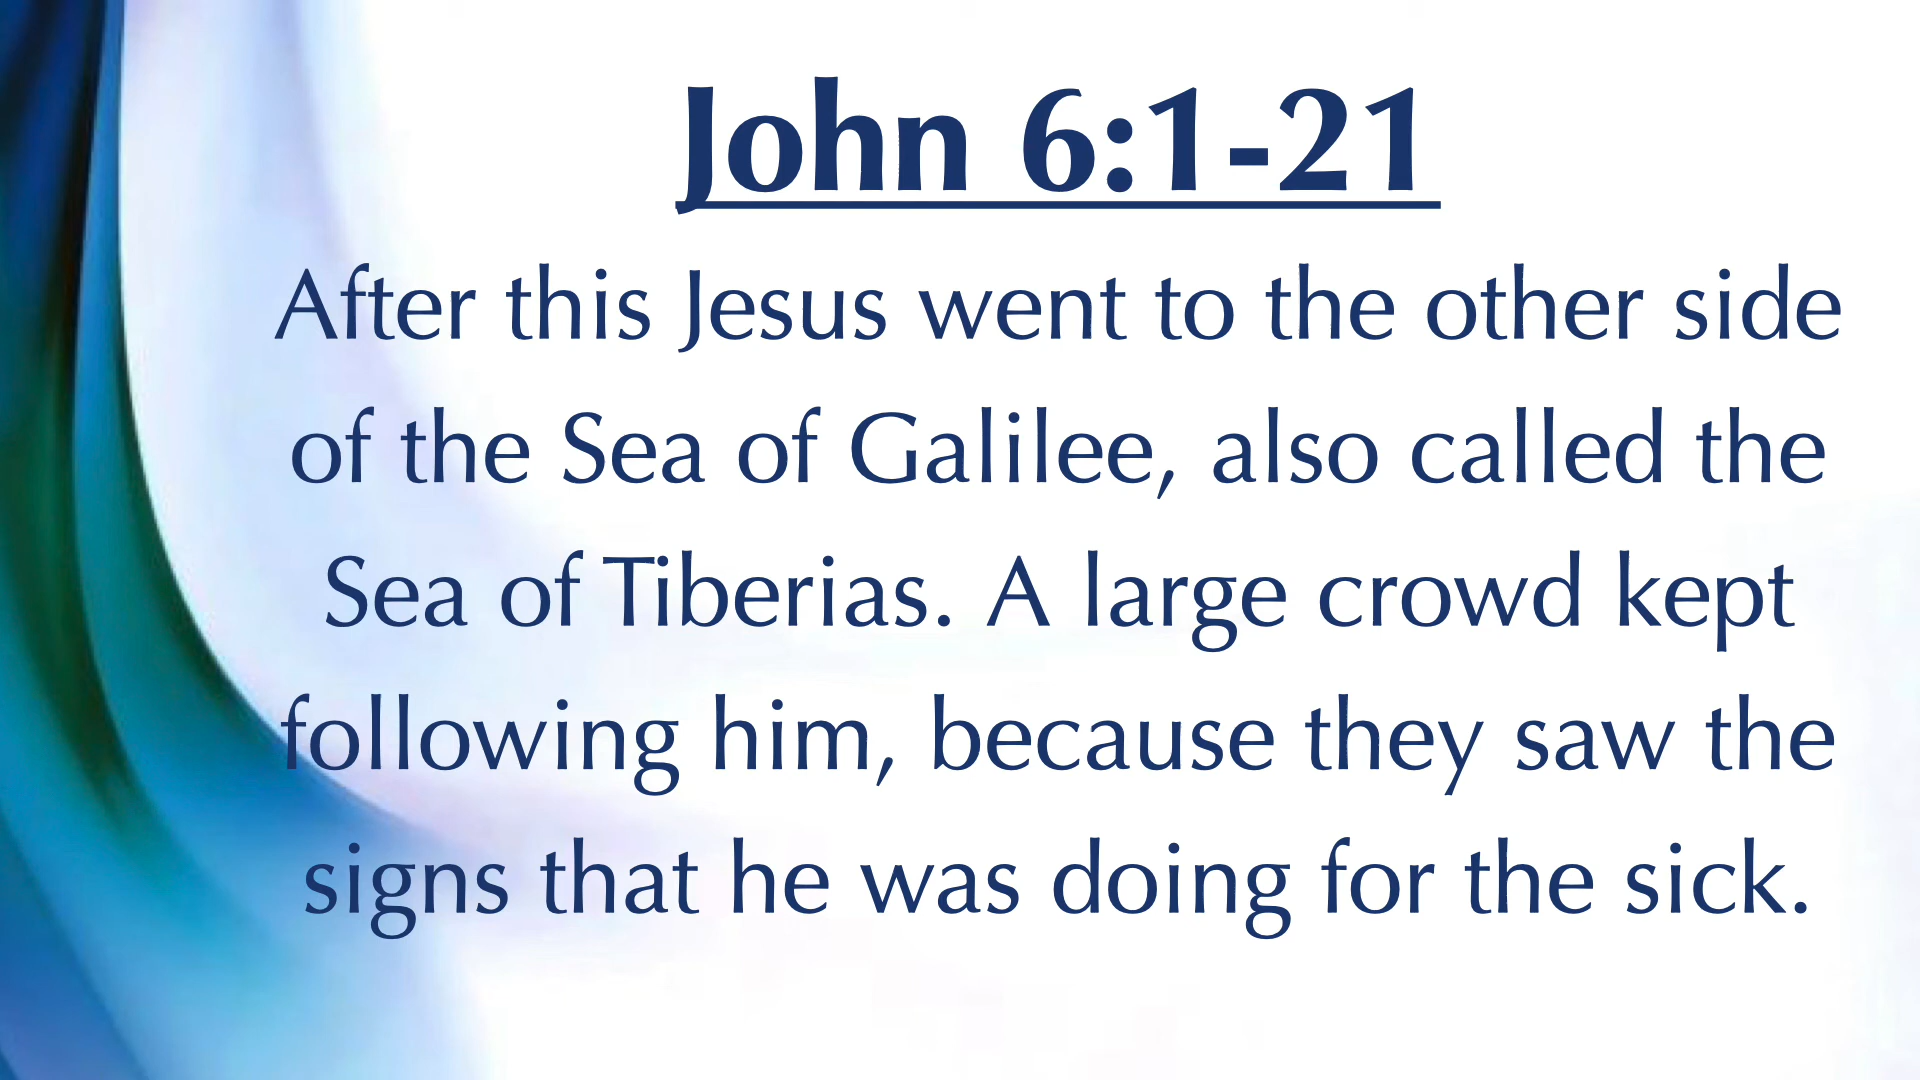 John 6:1-21
After this Jesus went to the other side
of the Sea of Galilee, also called the
Sea of Tiberias. A large crowd kept
following him, because they saw the
signs that he was doing for the sick.